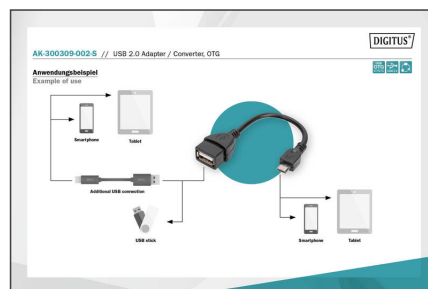 DIGITUS®
AK-300309-002-S // USB 2.0 Adapter / Converter, OTG
OTG
Anwendungsbeispiel
Example of use
Smartphone
Tablet
Additional USB connection
USB stick
Smartphone
Tablet